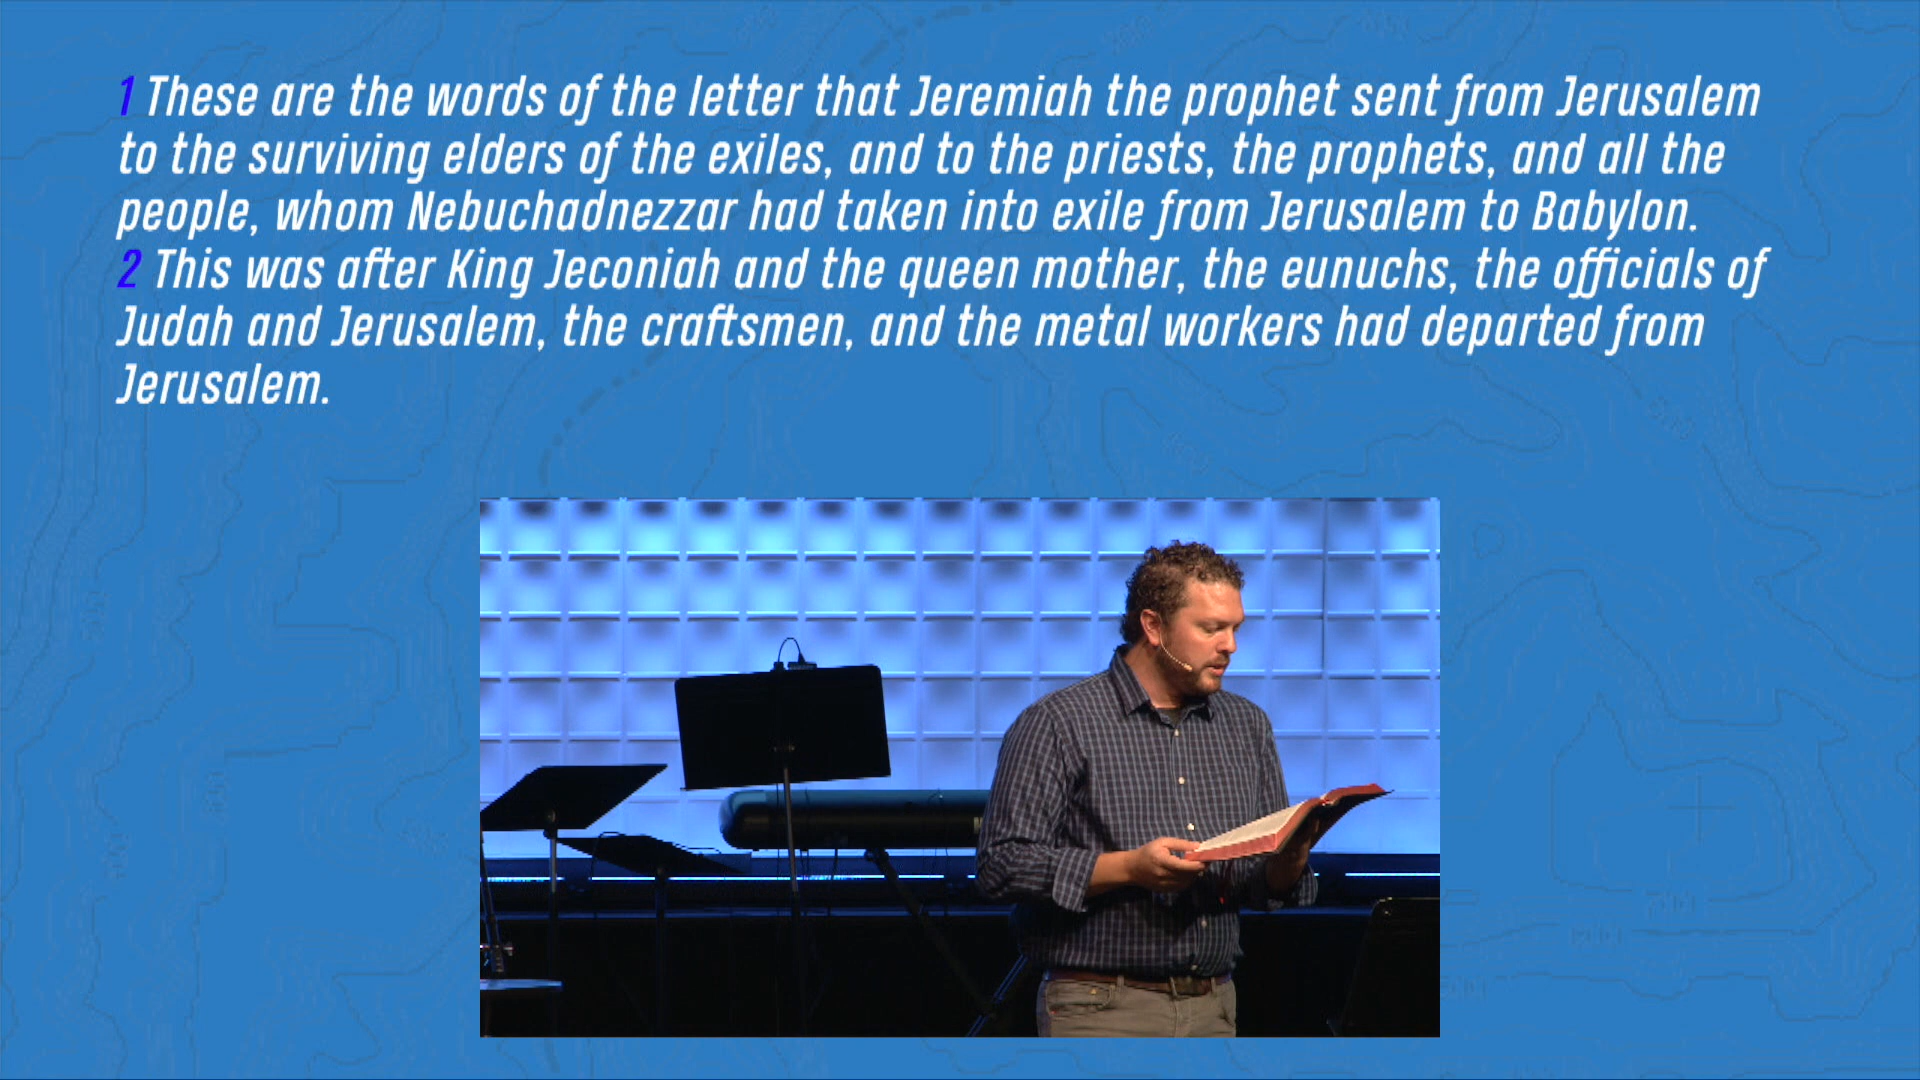 1 These are the words of the letter that Jeremiah the prophet sent from Jerusalem
to the surviving elders of the exiles, and to the priests, the prophets, and all the
people, whom Nebuchadnezzar had taken into exile from Jerusalem to Babylon.
2 This was after King Jeconiah and the queen mother, the eunuchs, the officials of
Judah and Jerusalem, the craftsmen, and the metal workers had departed from
Jerusalem.